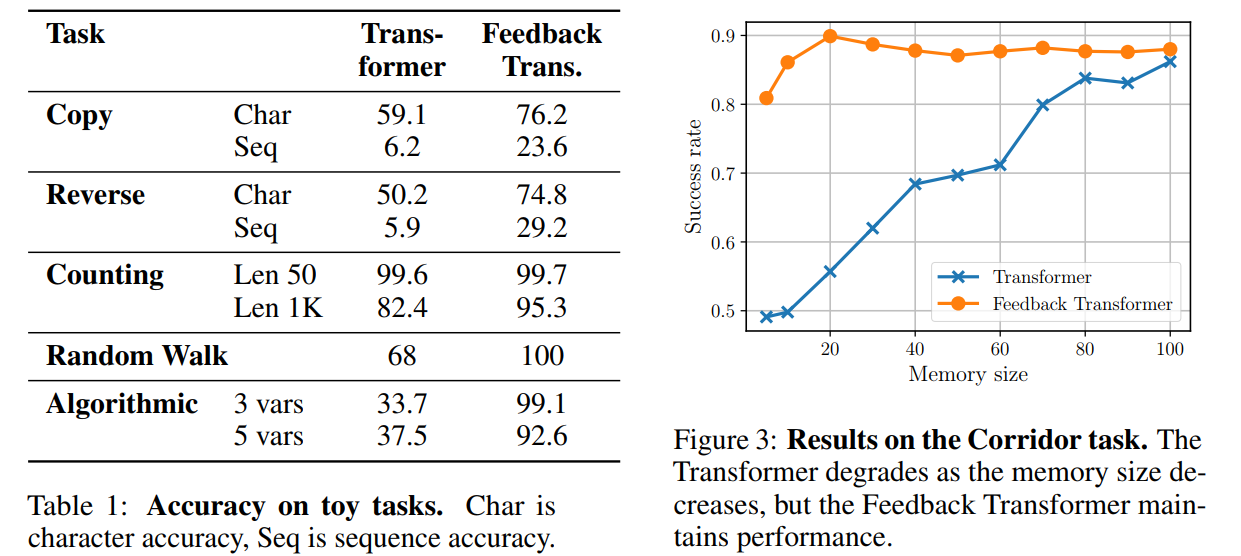 Task Trans- Feedback
former Trans.
Copy Char 59.1 76.2
Seq 6.2 23.6
Reverse Char 50.2 74.8
Seq 5.9 29.2
Counting Len 50 99.6 99.7
Len 1K 82.4 95.3
Random Walk 68 100
Algorithmic 3 vars 33.7 99.1
5 vars 37.5 92.6
Table 1: Accuracy on toy tasks. Char is
character accuracy, Seq is sequence accuracy.
Success rate
0.9
0.8
0.7
0.6
0.5
Transformer
Feedback Transformer
20 40 60 80 100
Memory size
Figure 3: Results on the Corridor task. The
Transformer degrades as the memory size de-
creases, but the Feedback Transformer main-
tains performance.